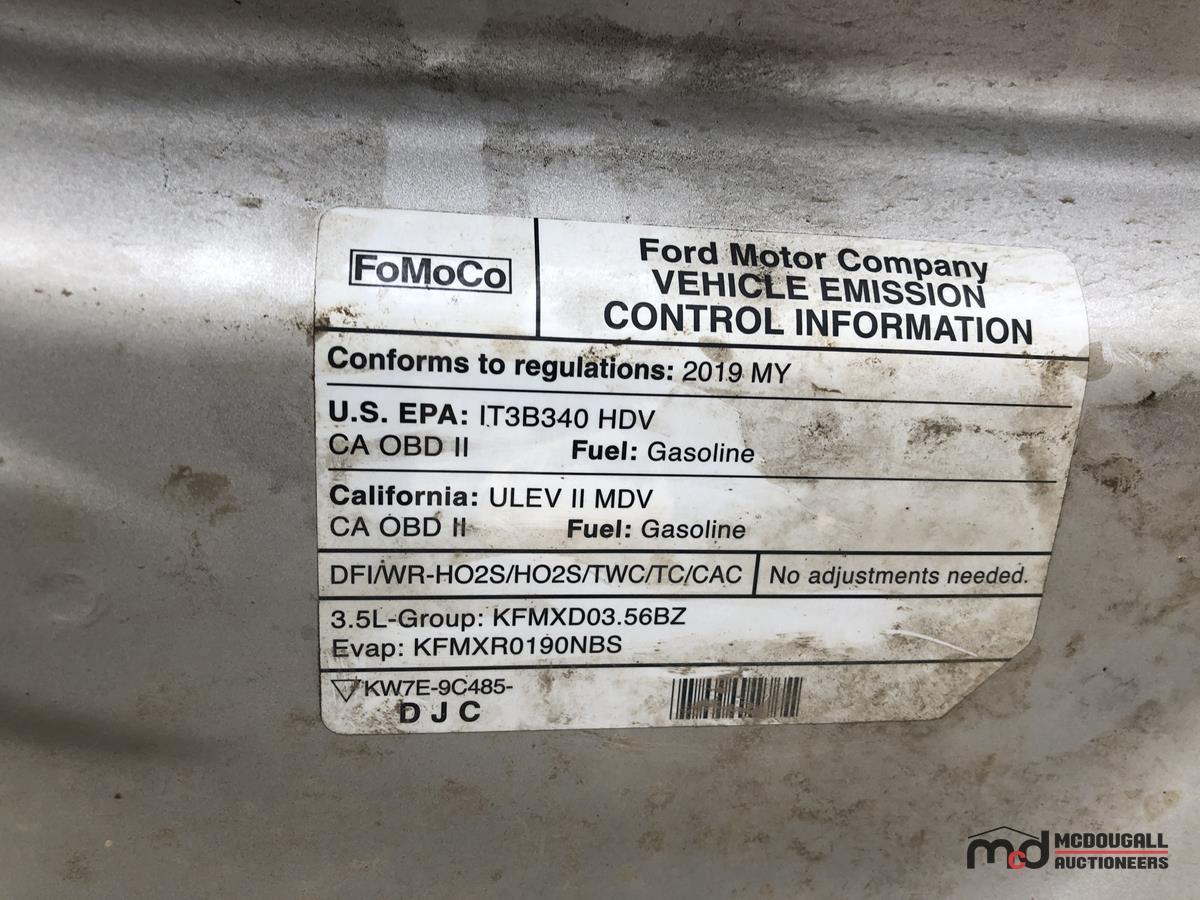 FoMoCo
Ford Motor Company
VEHICLE EMISSION
CONTROL INFORMATION
Conforms to regulations: 2019 MY
U.S. EPA: IT3B340 HDV
CA OBD II Fuel: Gasoline
California: ULEV II MDV
CA OBD II Fuel: Gasoline
DFI/WR-HO2S/HO2S/TWC/TC/CAC No adjustments needed.
3.5L-Group: KFMXD03.56BZ
Evap: KFMXR0190NBS
KW7E-9C485-
D J C
mcd MCDOUGALL
AUCTIONEERS